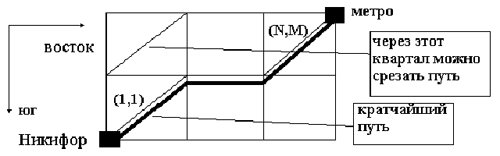 метро
(N,M)
восток
через этот
квартал можно
срезать путь
(1,1)
юг
кратчайший
путь
Никифор